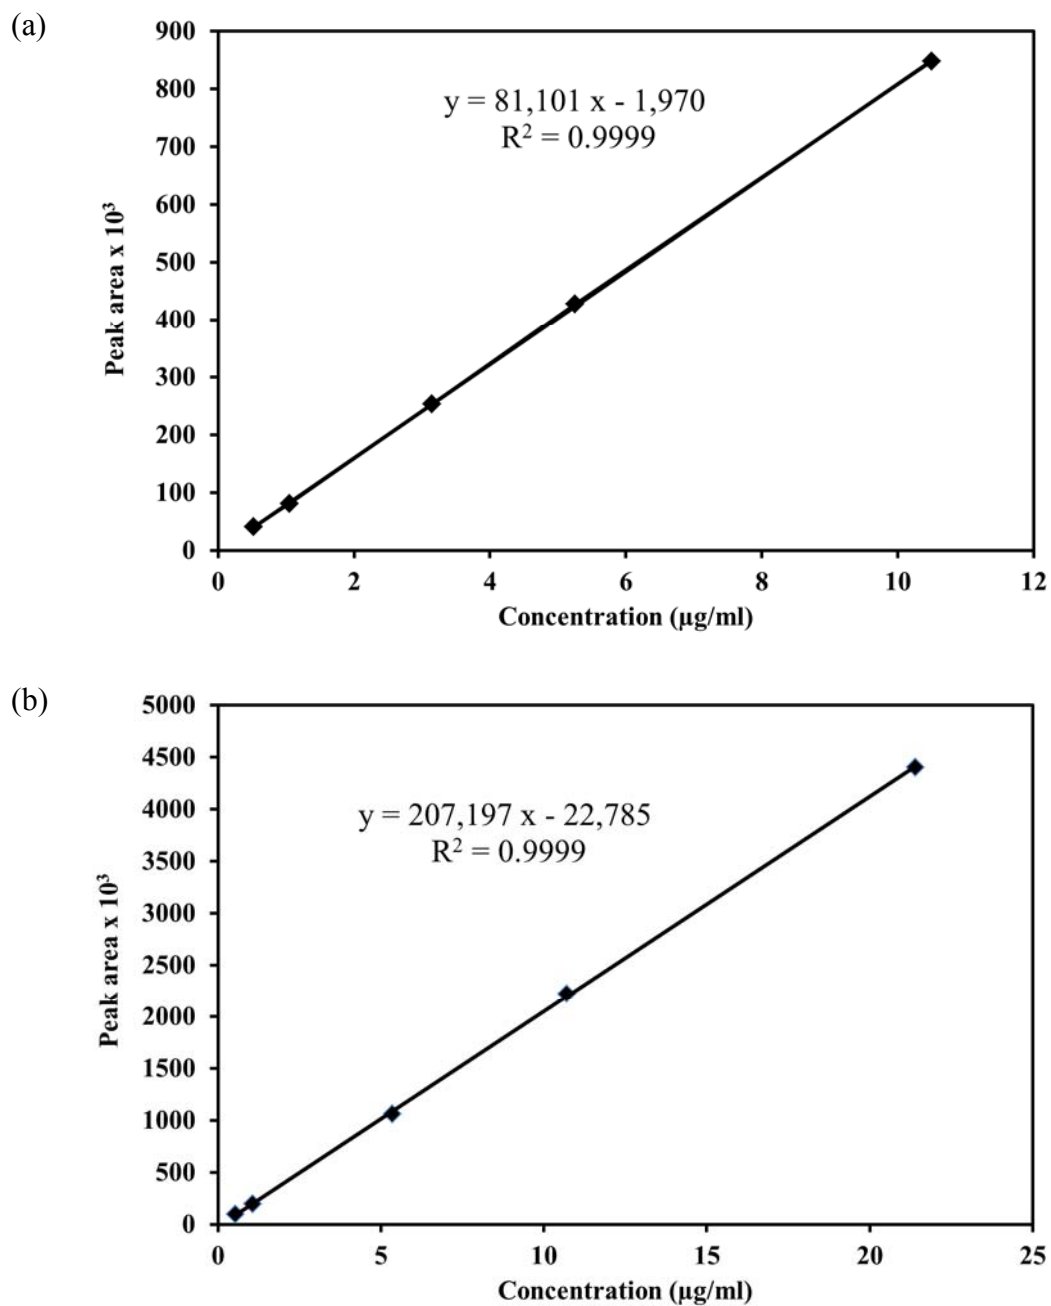 (a)
900
800
700
600
500
400
300
200
100
0
Peak area x 10³
y = 81,101 x - 1,970
R² = 0.9999
0 2 4 6 8 10 12
Concentration (µg/ml)
(b)
5000
4500
4000
3500
3000
2500
2000
1500
1000
500
0
Peak area x 10³
y = 207,197 x - 22,785
R² = 0.9999
0 5 10 15 20 25
Concentration (µg/ml)